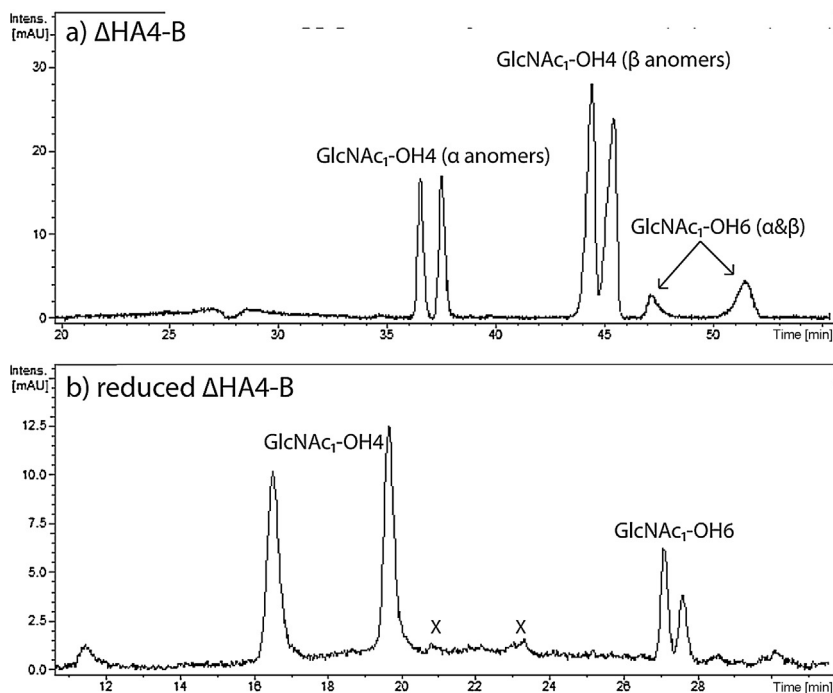 Intens.
[mAU]
a) ΔHA4-B
GlcNAc₁-OH4 (β anomers)
GlcNAc₁-OH4 (α anomers)
GlcNAc₁-OH6 (α&β)
30
20
10
0
20 25 30 35 40 45 50 Time [min]
Intens.
[mAU]
b) reduced ΔHA4-B
GlcNAc₁-OH4
GlcNAc₁-OH6
X X
12.5
10.0
7.5
5.0
2.5
0.0
12 14 16 18 20 22 24 26 28 Time [min]